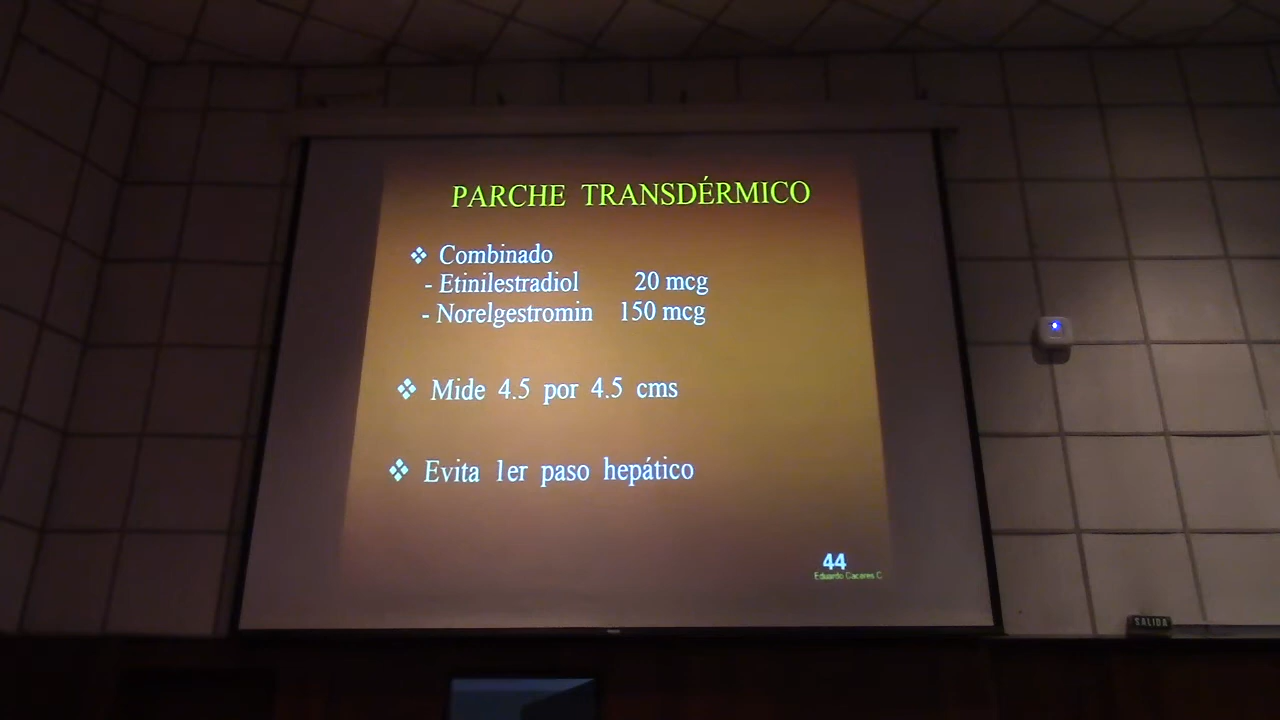 PARCHE TRANSDÉRMICO
❖ Combinado
- Etinilestradiol 20 mcg
- Norelgestromin 150 mcg
❖ Mide 4.5 por 4.5 cms
❖ Evita 1er paso hepático
44
Eduardo Caceres C
SALIDA